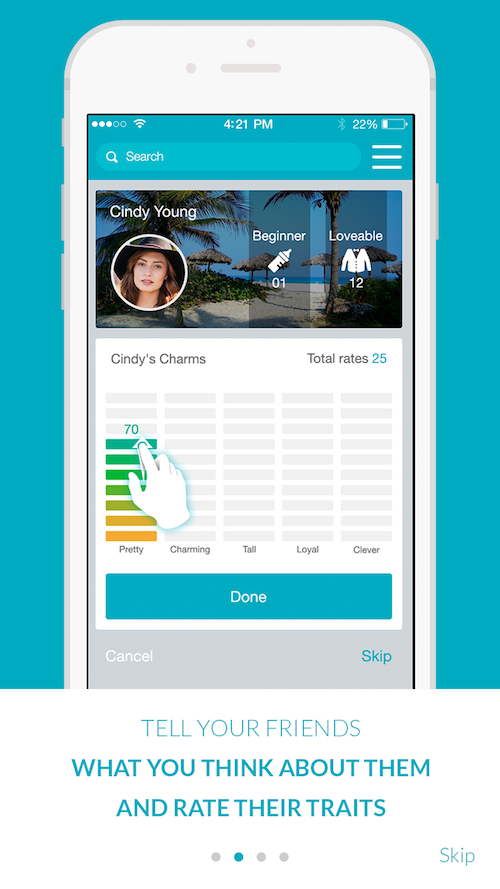 4:21 PM 22%
Search
Cindy Young
Beginner Loveable
01 12
Cindy's Charms Total rates 25
70
Pretty Charming Tall Loyal Clever
Done
Cancel Skip
TELL YOUR FRIENDS
WHAT YOU THINK ABOUT THEM
AND RATE THEIR TRAITS
Skip